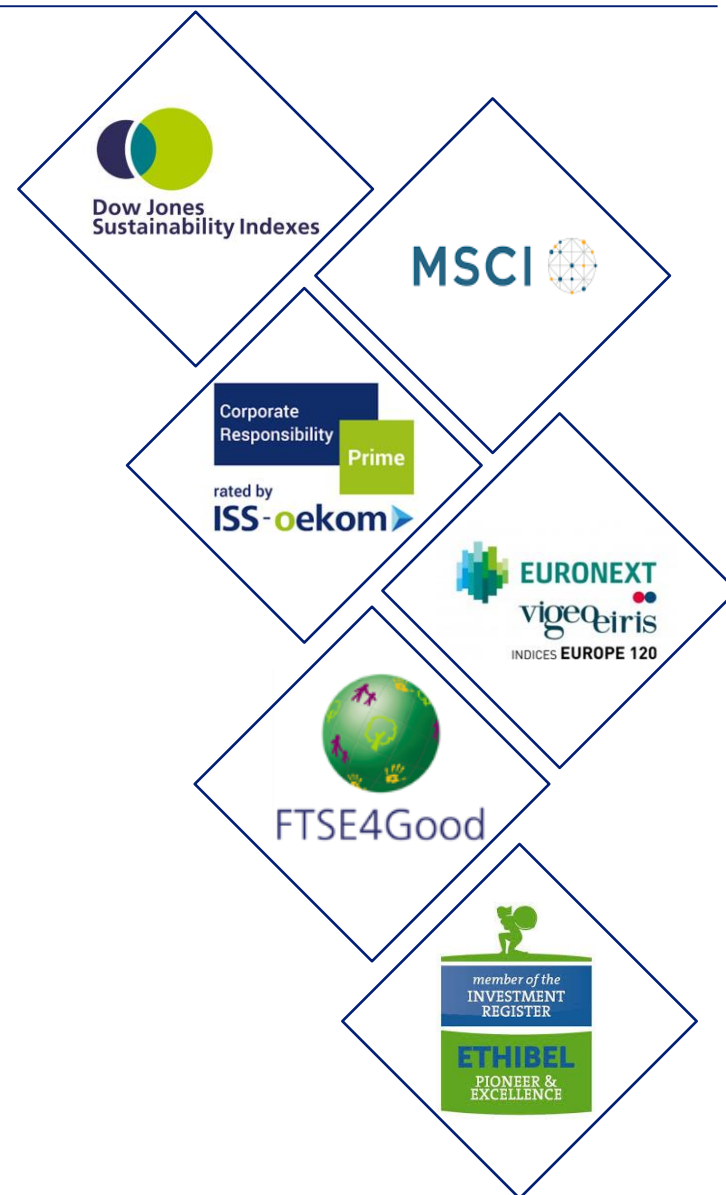 Dow Jones
Sustainability Indexes
MSCI
Corporate
Responsibility
Prime
rated by
ISS-oekom
EURONEXT
vigeoeiris
INDICES EUROPE 120
FTSE4Good
member of the
INVESTMENT
REGISTER
ETHIBEL
PIONEER &
EXCELLENCE